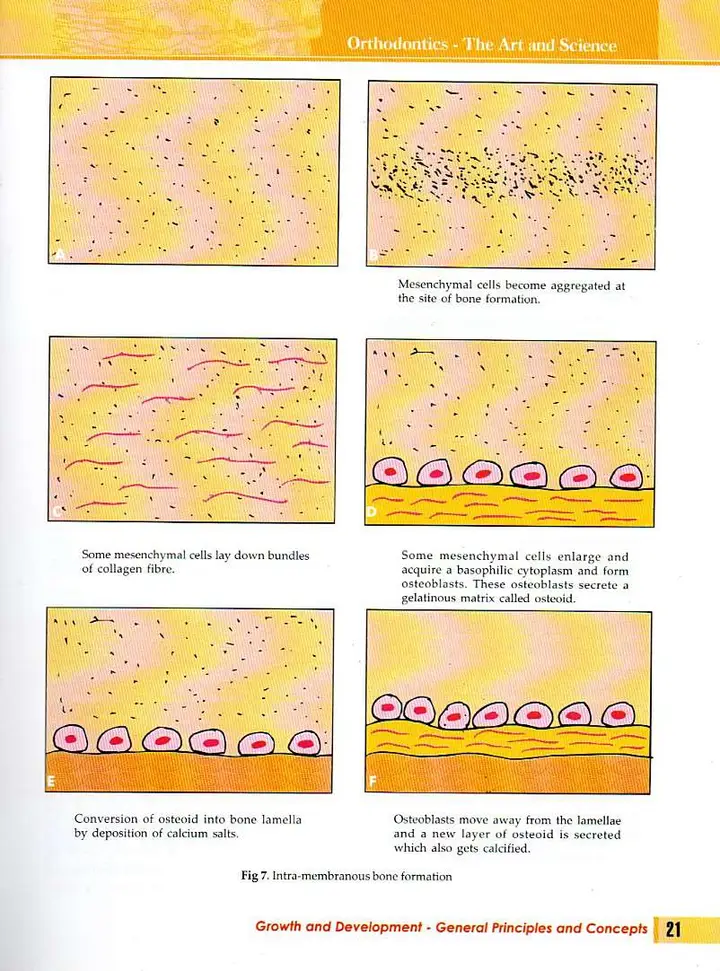 Orthodontics - The Art and Science
A
B
Mesenchymal cells become aggregated at
the site of bone formation.
C
D
Some mesenchymal cells lay down bundles
of collagen fibre.
Some mesenchymal cells enlarge and
acquire a basophilic cytoplasm and form
osteoblasts. These osteoblasts secrete a
gelatinous matrix called osteoid.
E
F
Conversion of osteoid into bone lamella
by deposition of calcium salts.
Osteoblasts move away from the lamellae
and a new layer of osteoid is secreted
which also gets calcified.
Fig 7. Intra-membranous bone formation
Growth and Development - General Principles and Concepts 21